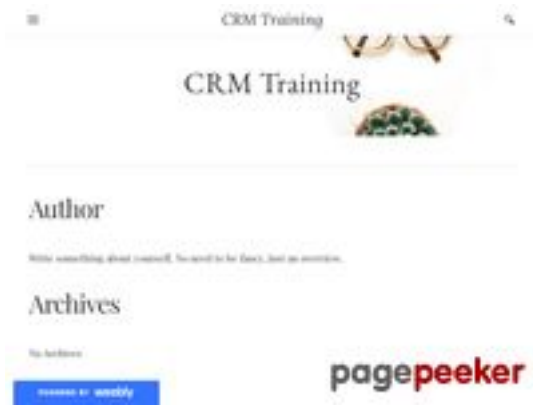 CRM Training
CRM Training
Author
Write something about yourself. No need to be fancy, just an overview.
Archives
No Archives
POWERED BY weebly
pagepeeker